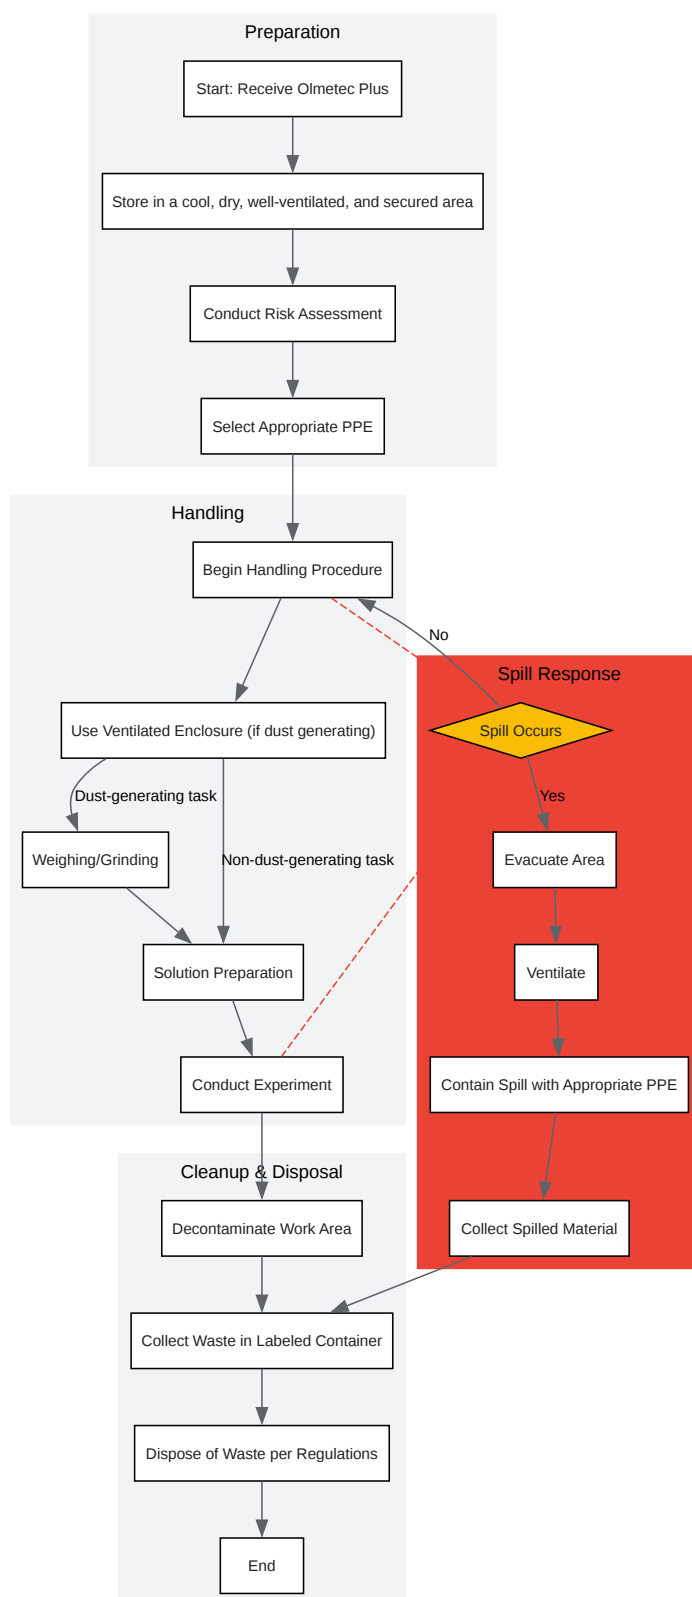 Preparation
Start: Receive Olmetec Plus
Store in a cool, dry, well-ventilated, and secured area
Conduct Risk Assessment
Select Appropriate PPE
Handling
Begin Handling Procedure
No
Spill Response
Use Ventilated Enclosure (if dust generating)
Spill Occurs
Dust-generating task
Yes
Weighing/Grinding
Non-dust-generating task
Evacuate Area
Solution Preparation
Ventilate
Conduct Experiment
Contain Spill with Appropriate PPE
Cleanup & Disposal
Decontaminate Work Area
Collect Spilled Material
Collect Waste in Labeled Container
Dispose of Waste per Regulations
End